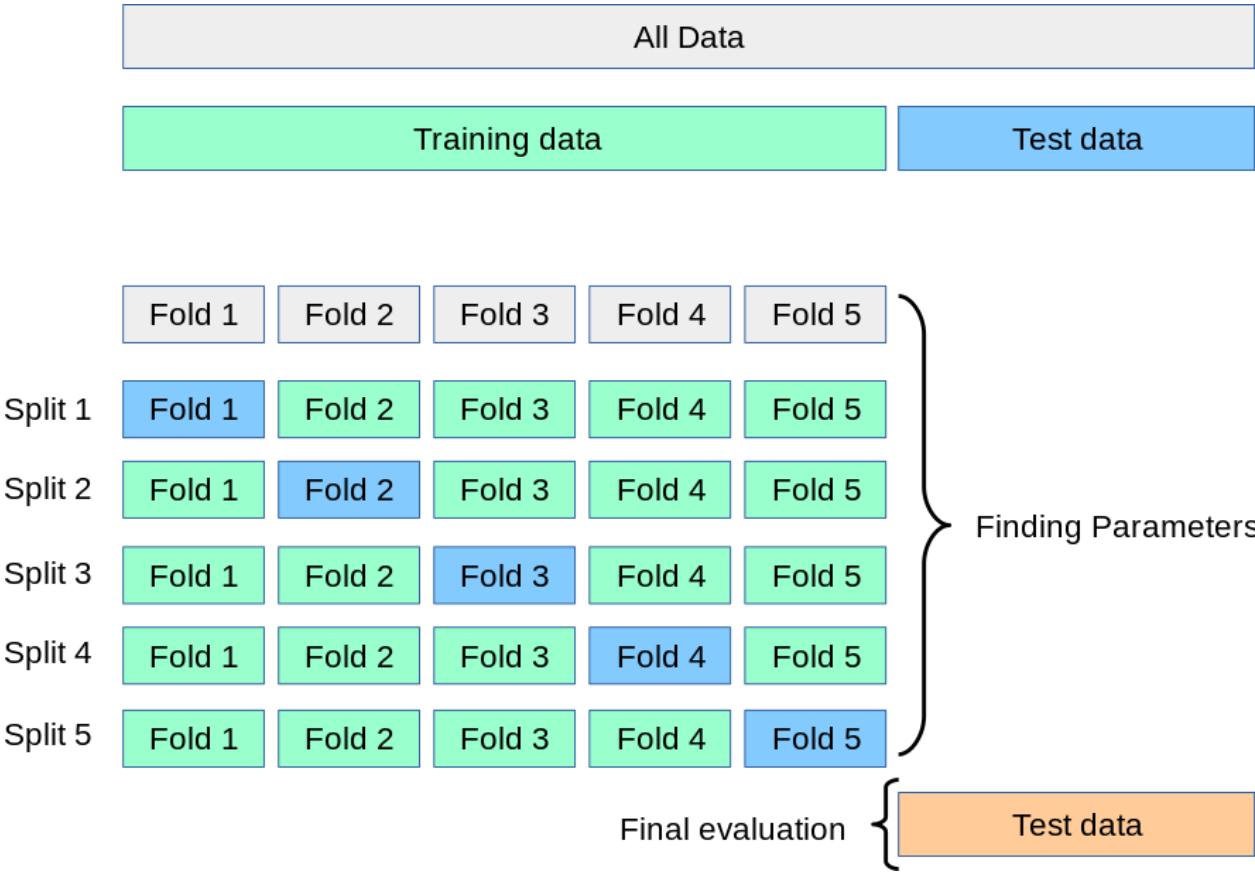 All Data
Training data Test data
Fold 1 Fold 2 Fold 3 Fold 4 Fold 5
Split 1 Fold 1 Fold 2 Fold 3 Fold 4 Fold 5
Split 2 Fold 1 Fold 2 Fold 3 Fold 4 Fold 5
Finding Parameters
Split 3 Fold 1 Fold 2 Fold 3 Fold 4 Fold 5
Split 4 Fold 1 Fold 2 Fold 3 Fold 4 Fold 5
Split 5 Fold 1 Fold 2 Fold 3 Fold 4 Fold 5
Final evaluation Test data